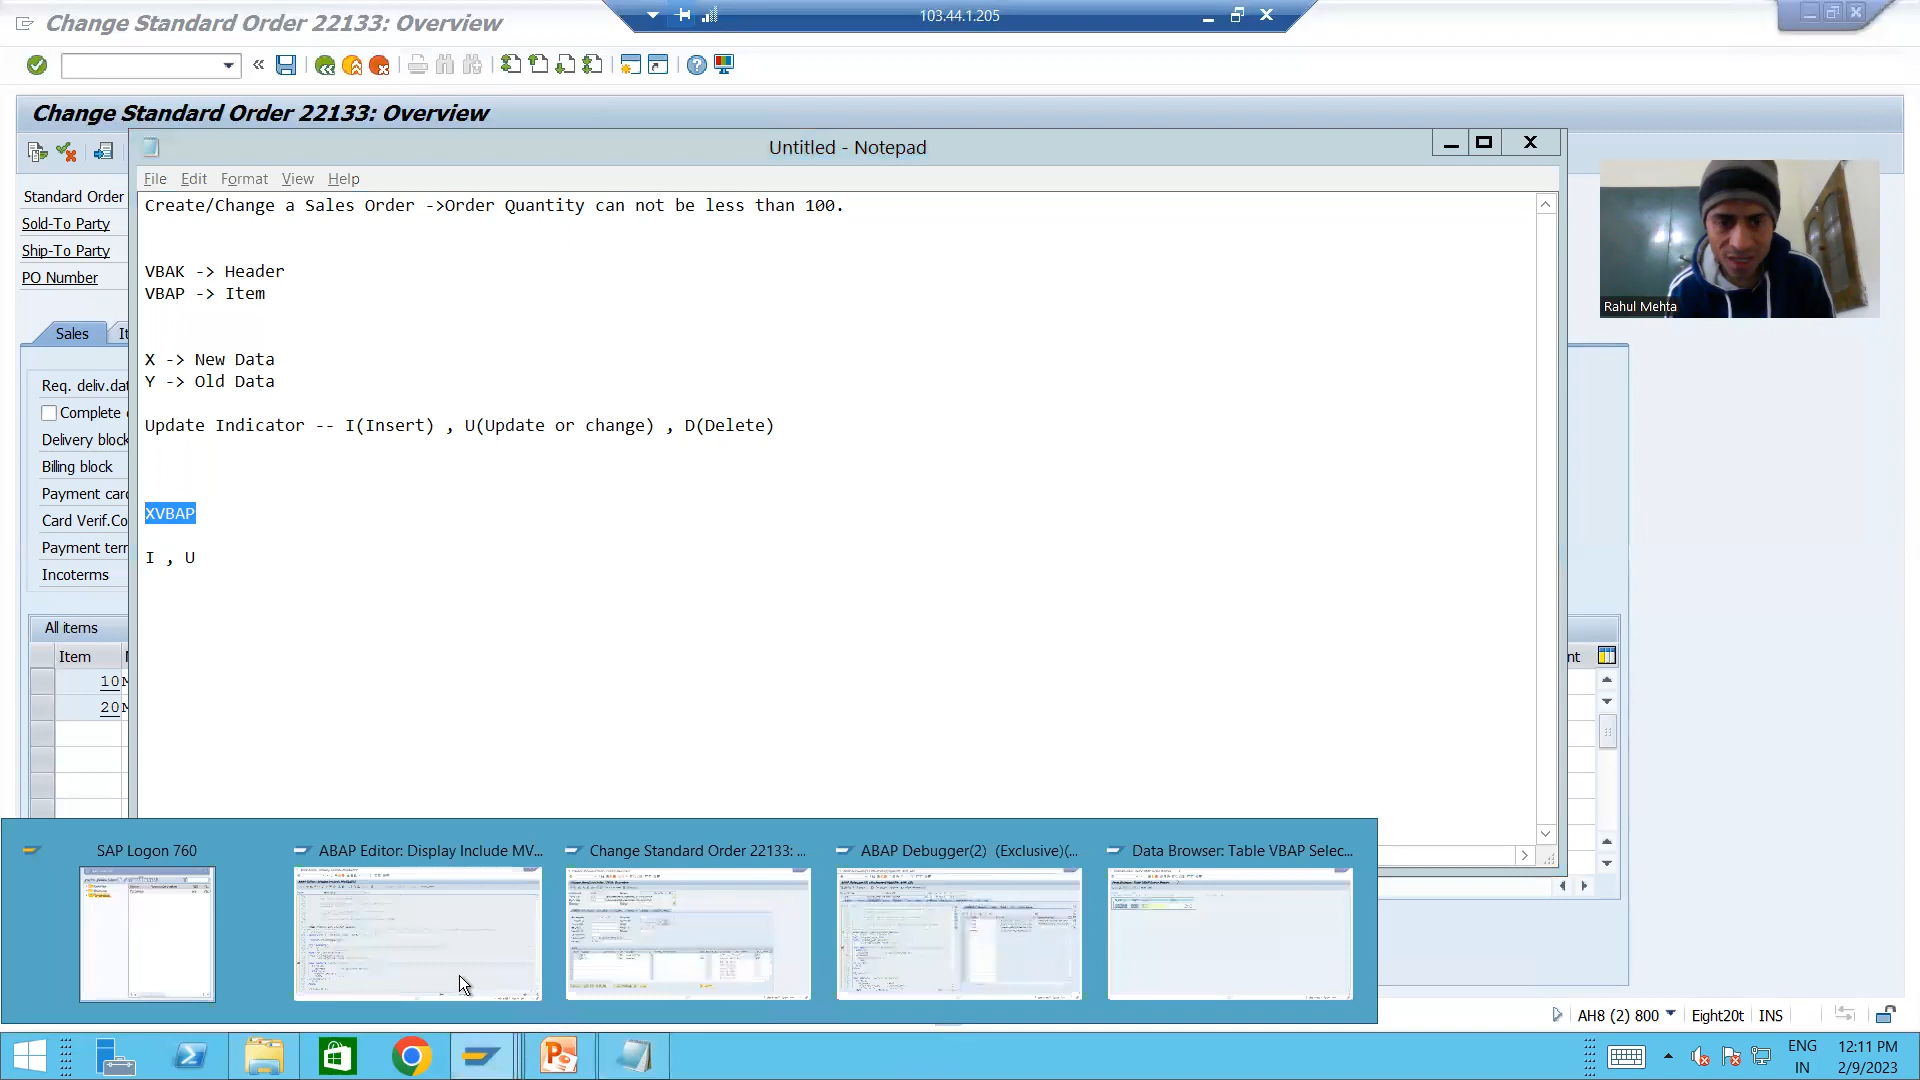 Change Standard Order 22133: Overview
103.44.1.205
Change Standard Order 22133: Overview
Untitled - Notepad
File Edit Format View Help
Standard Order
Sold-To Party
Ship-To Party
PO Number
Create/Change a Sales Order ->Order Quantity can not be less than 100.
VBAK -> Header
VBAP -> Item
Rahul Mehta
Sales
X -> New Data
Y -> Old Data
Req. deliv.dat
Complete
Update Indicator -- I(Insert) , U(Update or change) , D(Delete)
Delivery block
Billing block
Payment card
Card Verif.Co
XVBAP
Payment term
I , U
Incoterms
All items
Item
nt
10
20
SAP Logon 760
ABAP Editor: Display Include MV...
Change Standard Order 22133: ...
ABAP Debugger(2) (Exclusive)(...
Data Browser: Table VBAP Selec...
AH8 (2) 800 Eight20t INS
ENG
IN
12:11 PM
2/9/2023